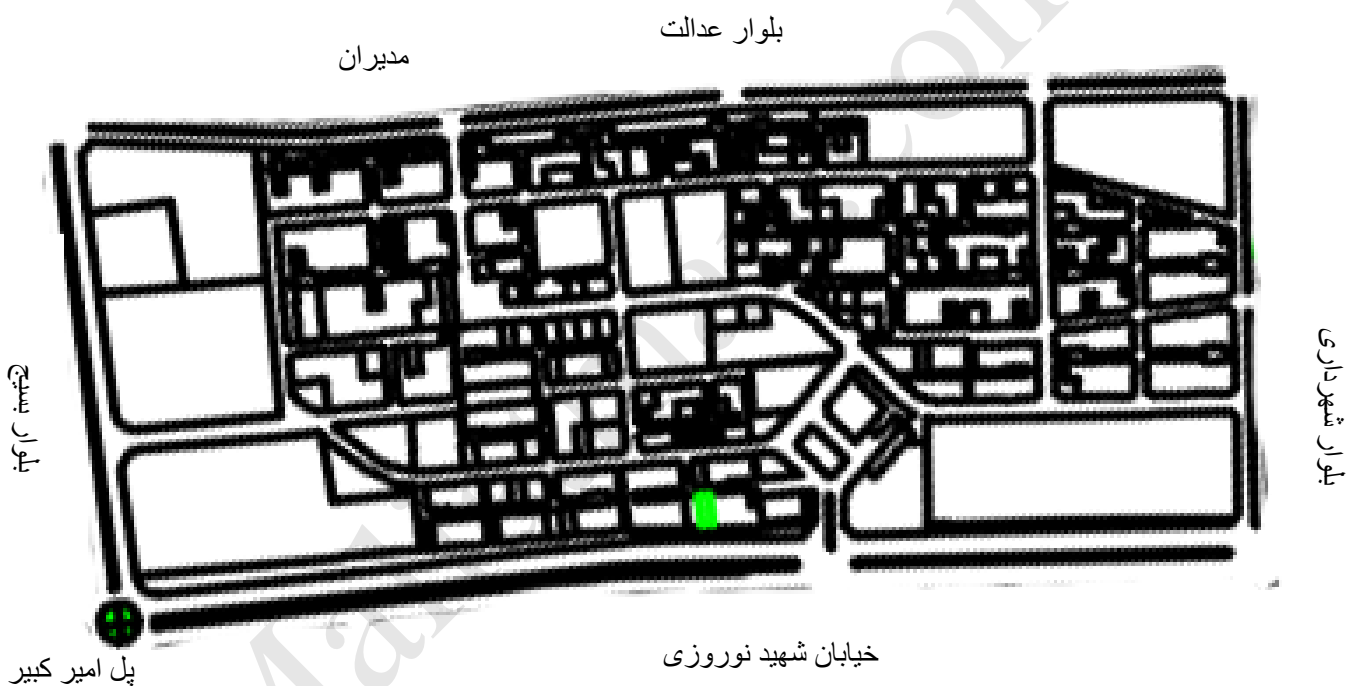 بلوار عدالت
مدیران
بلوار شهرداری
بلوار بسیج
خیابان شهید نوروزی
پل امیر کبیر